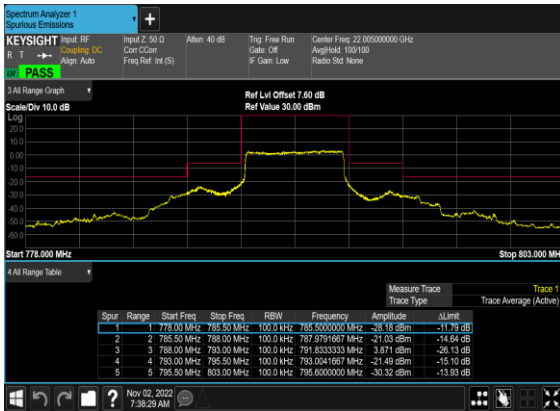 Spectrum Analyzer 1
Spurious Emissions
+
KEYSIGHT Input: RF Input Z: 50 Ω Atten: 40 dB Trig: Free Run Center Freq: 22.005000000 GHz
R T Coupling: DC Corr CCorr Gate: Off Avg|Hold: 100/100
Align: Auto Freq Ref: Int (S) IF Gain: Low Radio Std: None
PASS
3 All Range Graph
Ref Lvl Offset 7.60 dB
Scale/Div 10.0 dB Ref Value 30.00 dBm
Log
20.0
10.0
0.00
-10.0
-20.0
-30.0
-40.0
-50.0
-60.0
Start 778.000 MHz Stop 803.000 MHz
4 All Range Table
Measure Trace Trace 1
Trace Type Trace Average (Active)
Spur Range Start Freq Stop Freq RBW Frequency Amplitude ΔLimit
1 1 778.00 MHz 785.50 MHz 100.0 kHz 785.5000000 MHz -28.18 dBm -11.79 dB
2 2 785.50 MHz 788.00 MHz 100.0 kHz 787.9791667 MHz -21.03 dBm -14.64 dB
3 3 788.00 MHz 793.00 MHz 100.0 kHz 791.8333333 MHz 3.871 dBm -26.13 dB
4 4 793.00 MHz 795.50 MHz 100.0 kHz 793.0041667 MHz -21.49 dBm -15.10 dB
5 5 795.50 MHz 803.00 MHz 100.0 kHz 795.6000000 MHz -30.32 dBm -13.93 dB
?
Nov 02, 2022
7:38:29 AM